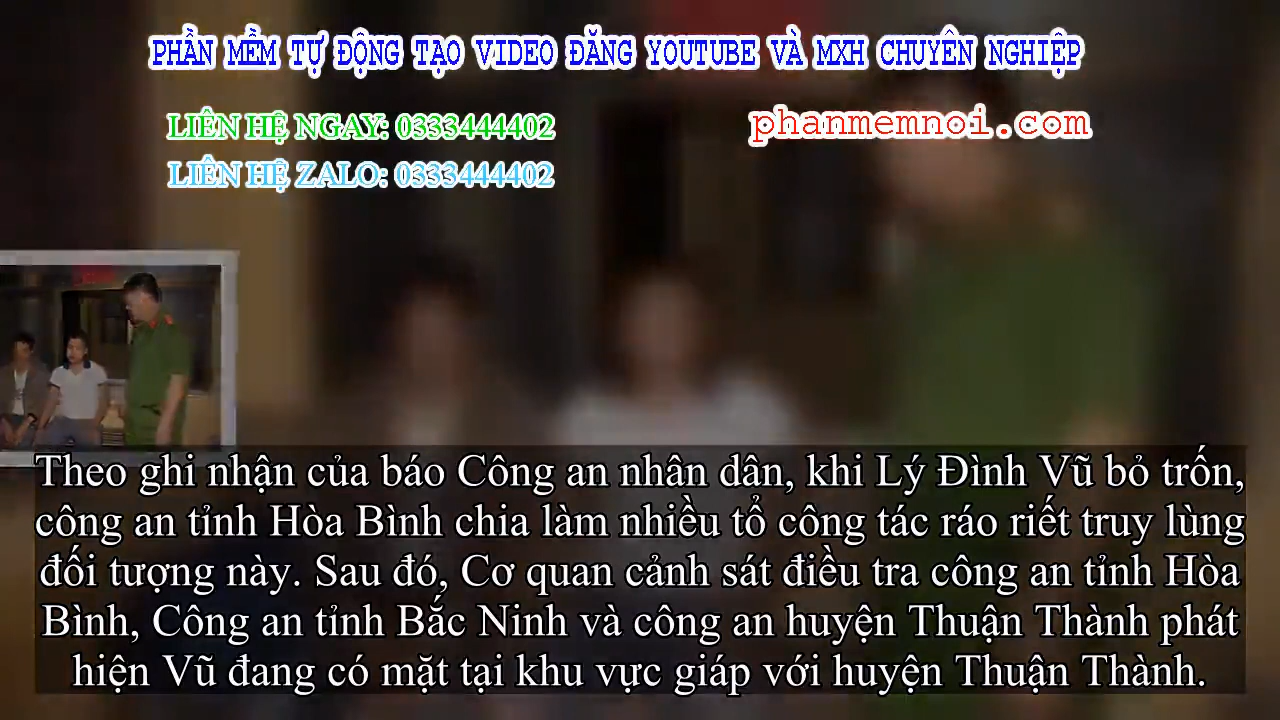 PHẦN MỀM TỰ ĐỘNG TẠO VIDEO ĐĂNG YOUTUBE VÀ MXH CHUYÊN NGHIỆP
LIÊN HỆ NGAY: 0333444402
phanmemnoi.com
LIÊN HỆ ZALO: 0333444402
Theo ghi nhận của báo Công an nhân dân, khi Lý Đình Vũ bỏ trốn,
công an tỉnh Hòa Bình chia làm nhiều tổ công tác ráo riết truy lùng
đối tượng này. Sau đó, Cơ quan cảnh sát điều tra công an tỉnh Hòa
Bình, Công an tỉnh Bắc Ninh và công an huyện Thuận Thành phát
hiện Vũ đang có mặt tại khu vực giáp với huyện Thuận Thành.